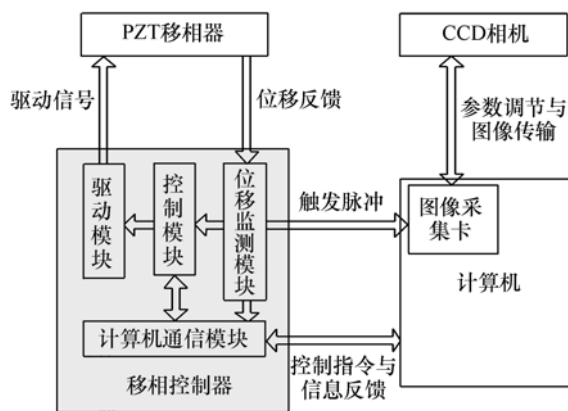 PZT移相器
CCD相机
驱动信号
位移反馈
参数调节与
图像传输
驱动模块
控制模块
位移监测模块
触发脉冲
图像采
集卡
计算机
计算机通信模块
控制指令与
信息反馈
移相控制器